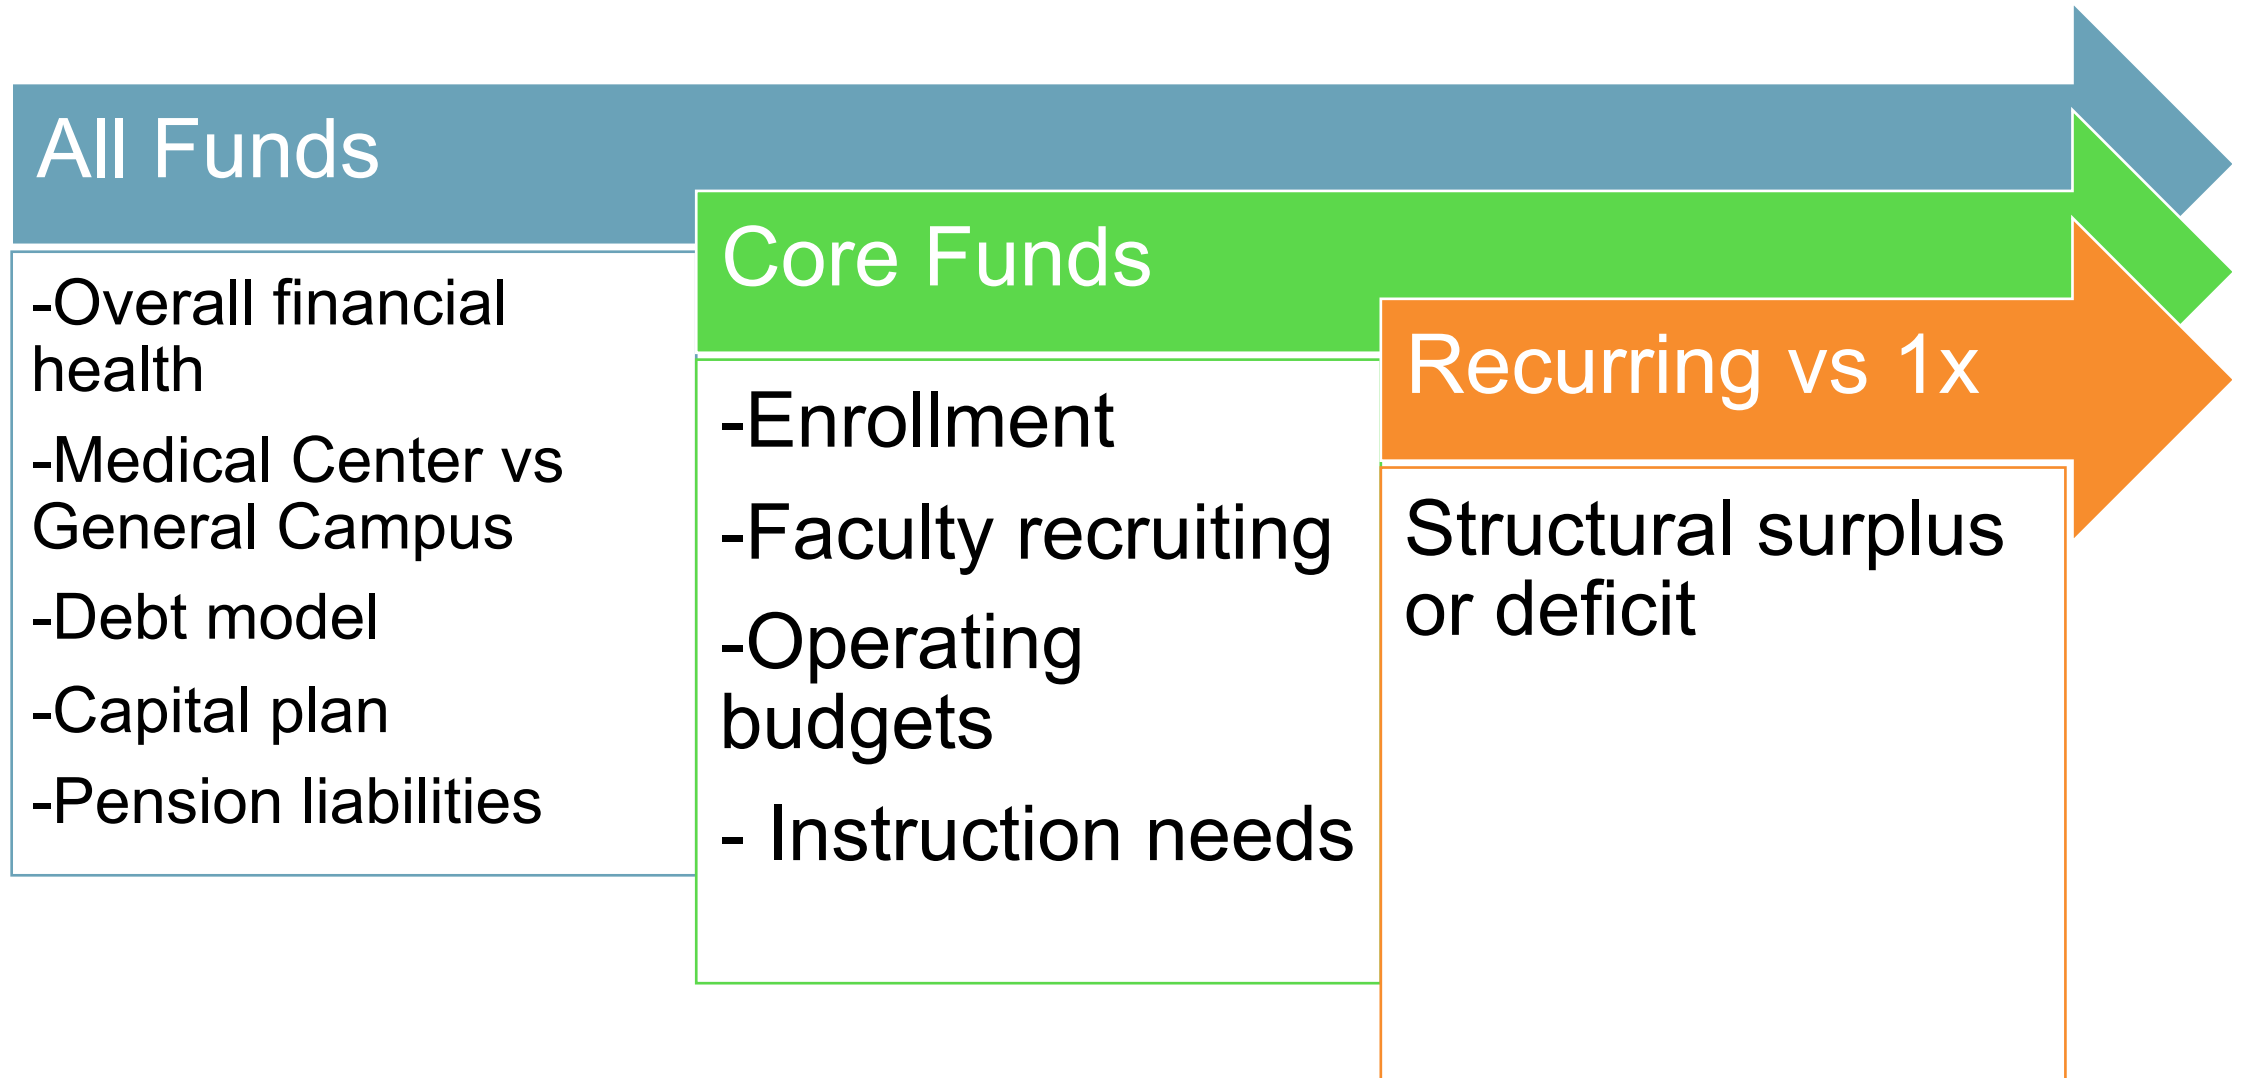 All Funds
-Overall financial
health
-Medical Center vs
General Campus
-Debt model
-Capital plan
-Pension liabilities
Core Funds
-Enrollment
-Faculty recruiting
-Operating
budgets
- Instruction needs
Recurring vs 1x
Structural surplus
or deficit